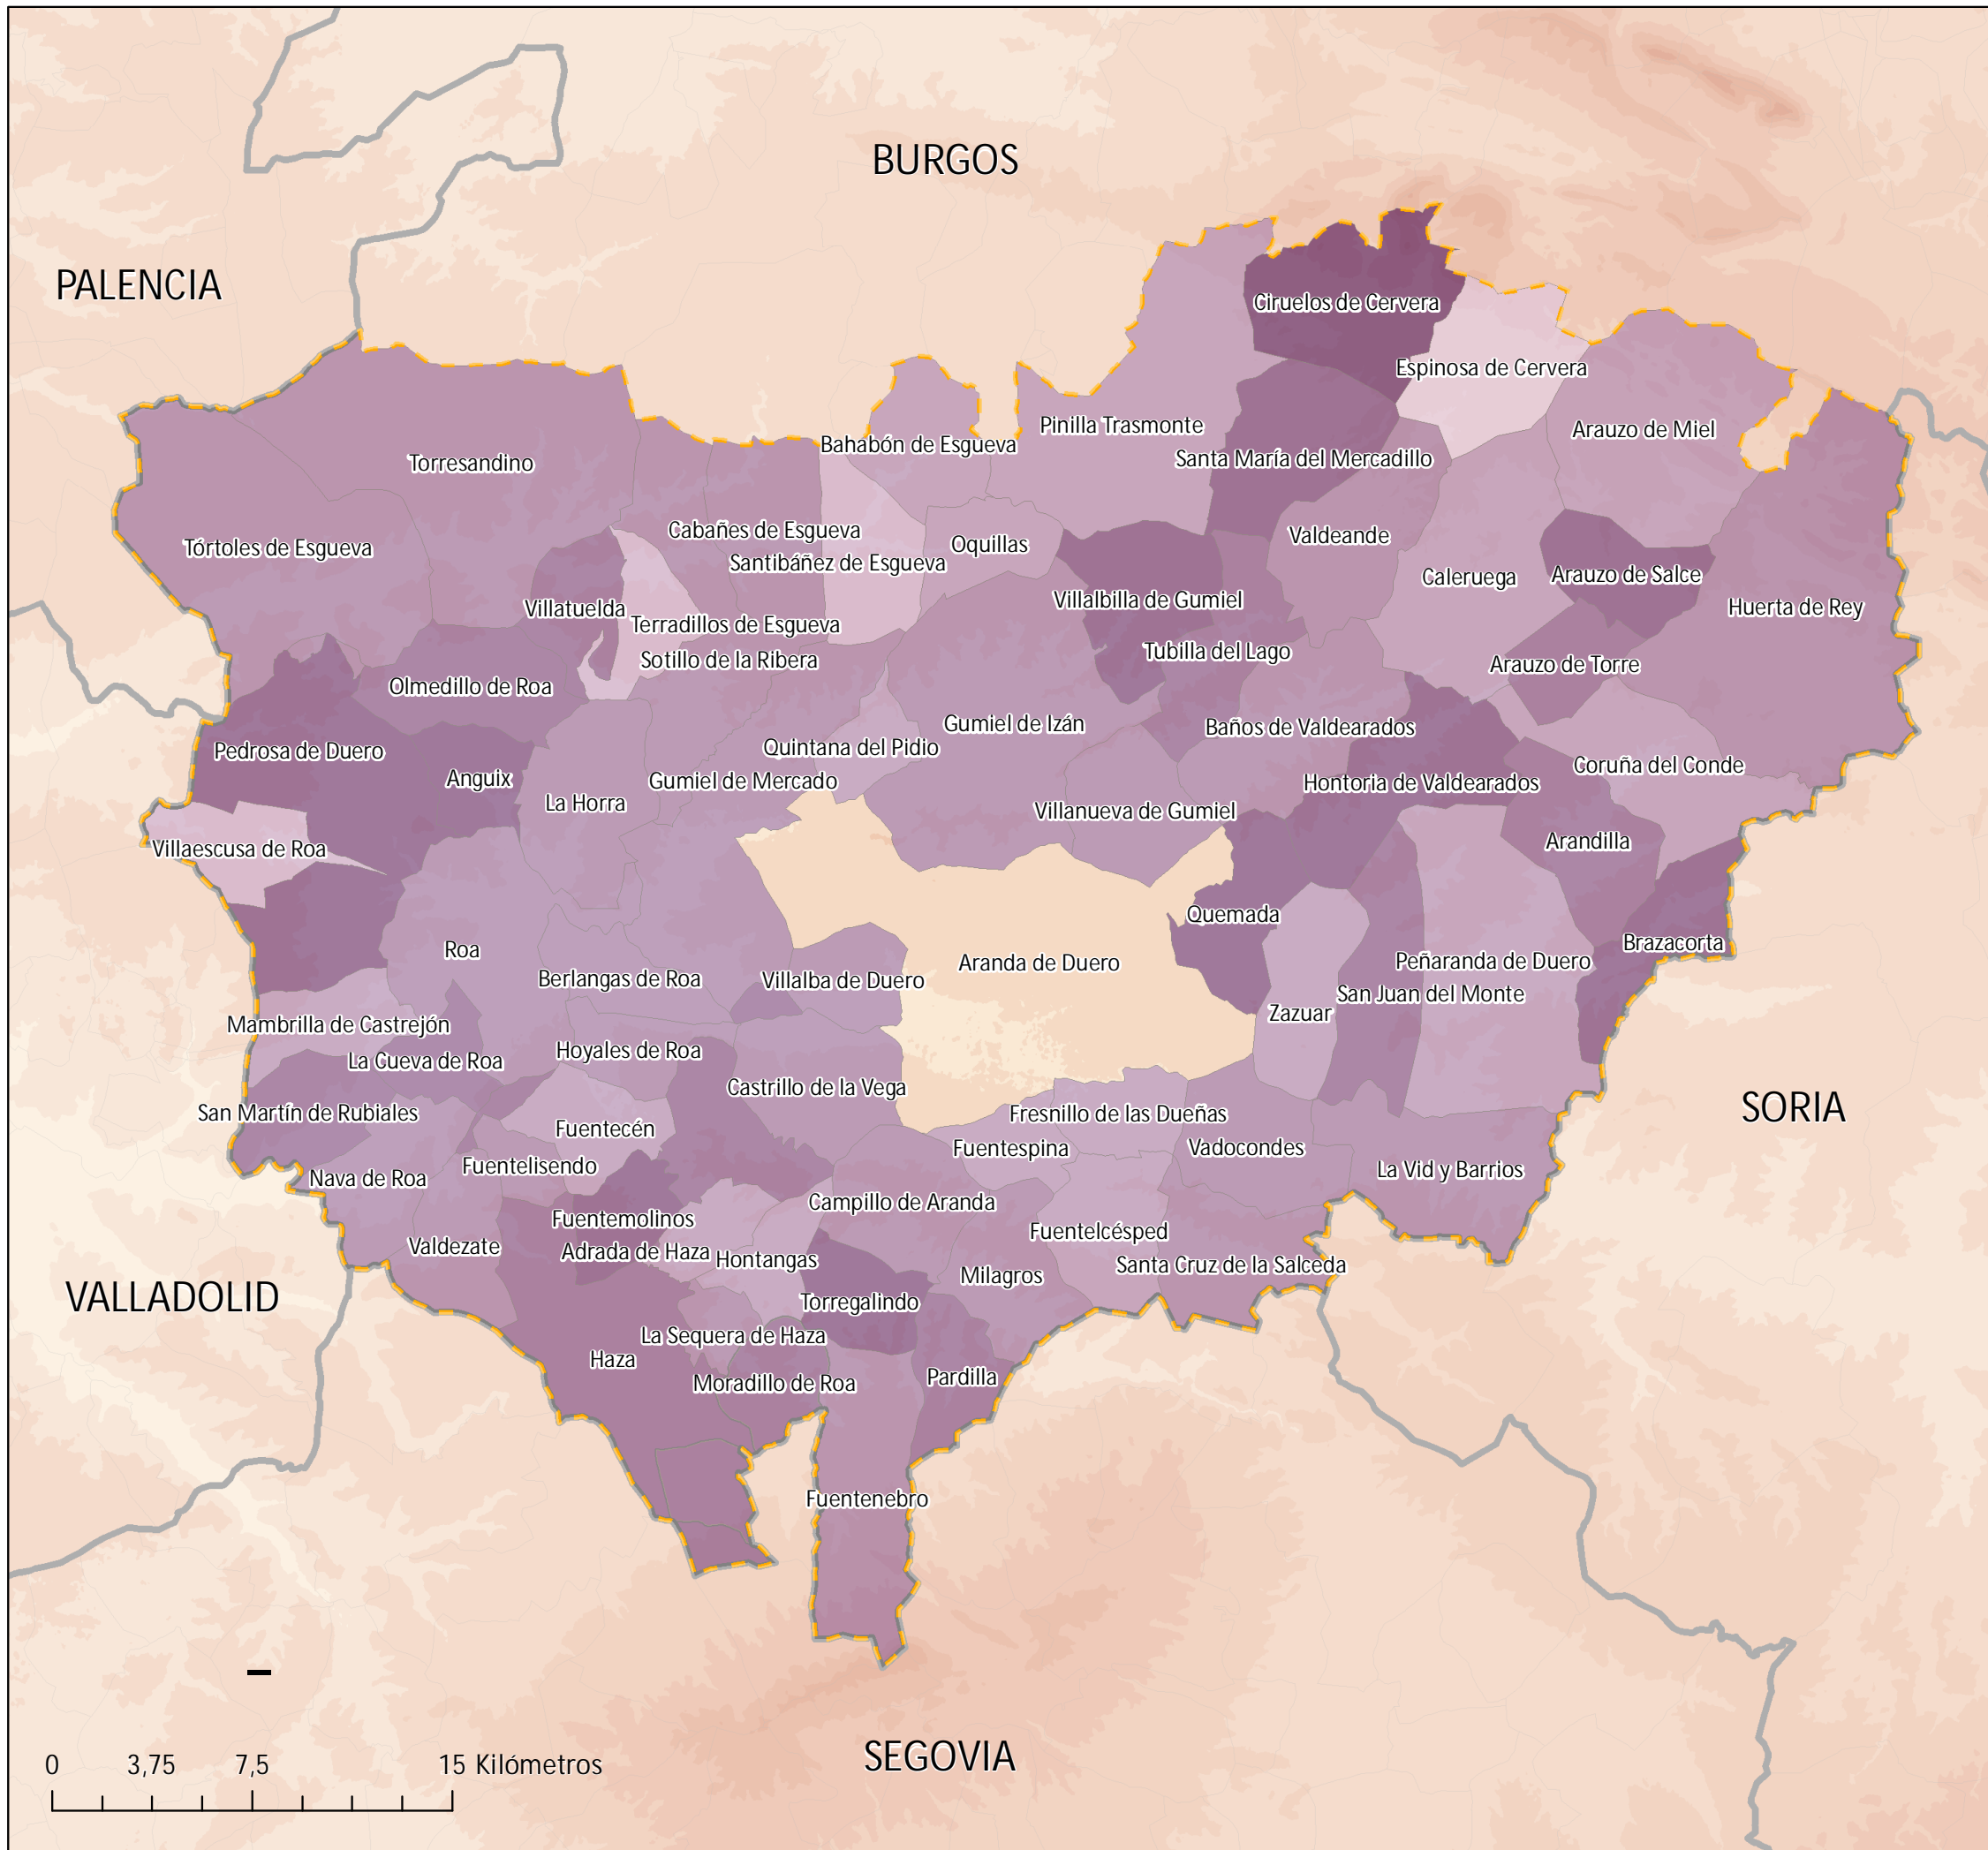 BURGOS
PALENCIA
Ciruelos de Cervera
Espinosa de Cervera
Pinilla Trasmonte
Arauzo de Miel
Bahabón de Esgueva
Santa María del Mercadillo
Torresandino
Cabañes de Esgueva
Valdeande
Oquillas
Tórtoles de Esgueva
Santibáñez de Esgueva
Caleruega
Arauzo de Salce
Villalbilla de Gumiel
Huerta de Rey
Villatuelda
Terradillos de Esgueva
Tubilla del Lago
Sotillo de la Ribera
Arauzo de Torre
Olmedillo de Roa
Gumiel de Izán
Baños de Valdearados
Quintana del Pidio
Pedrosa de Duero
Coruña del Conde
Anguix
Gumiel de Mercado
Hontoria de Valdearados
La Horra
Villanueva de Gumiel
Arandilla
Villaescusa de Roa
Quemada
Brazacorta
Roa
Aranda de Duero
Peñaranda de Duero
Berlangas de Roa
Villalba de Duero
San Juan del Monte
Zazuar
Mambrilla de Castrejón
Hoyales de Roa
La Cueva de Roa
Castrillo de la Vega
SORIA
San Martín de Rubiales
Fresnillo de las Dueñas
Fuentecén
Fuentespina
Vadocondes
Fuentelisendo
La Vid y Barrios
Nava de Roa
Campillo de Aranda
Fuentemolinos
Fuentelcésped
Valdezate
Adrada de Haza
Hontangas
Santa Cruz de la Salceda
Milagros
VALLADOLID
Torregalindo
La Sequera de Haza
Haza
Pardilla
Moradillo de Roa
Fuentenebro
SEGOVIA
0 3,75 7,5 15 Kilómetros